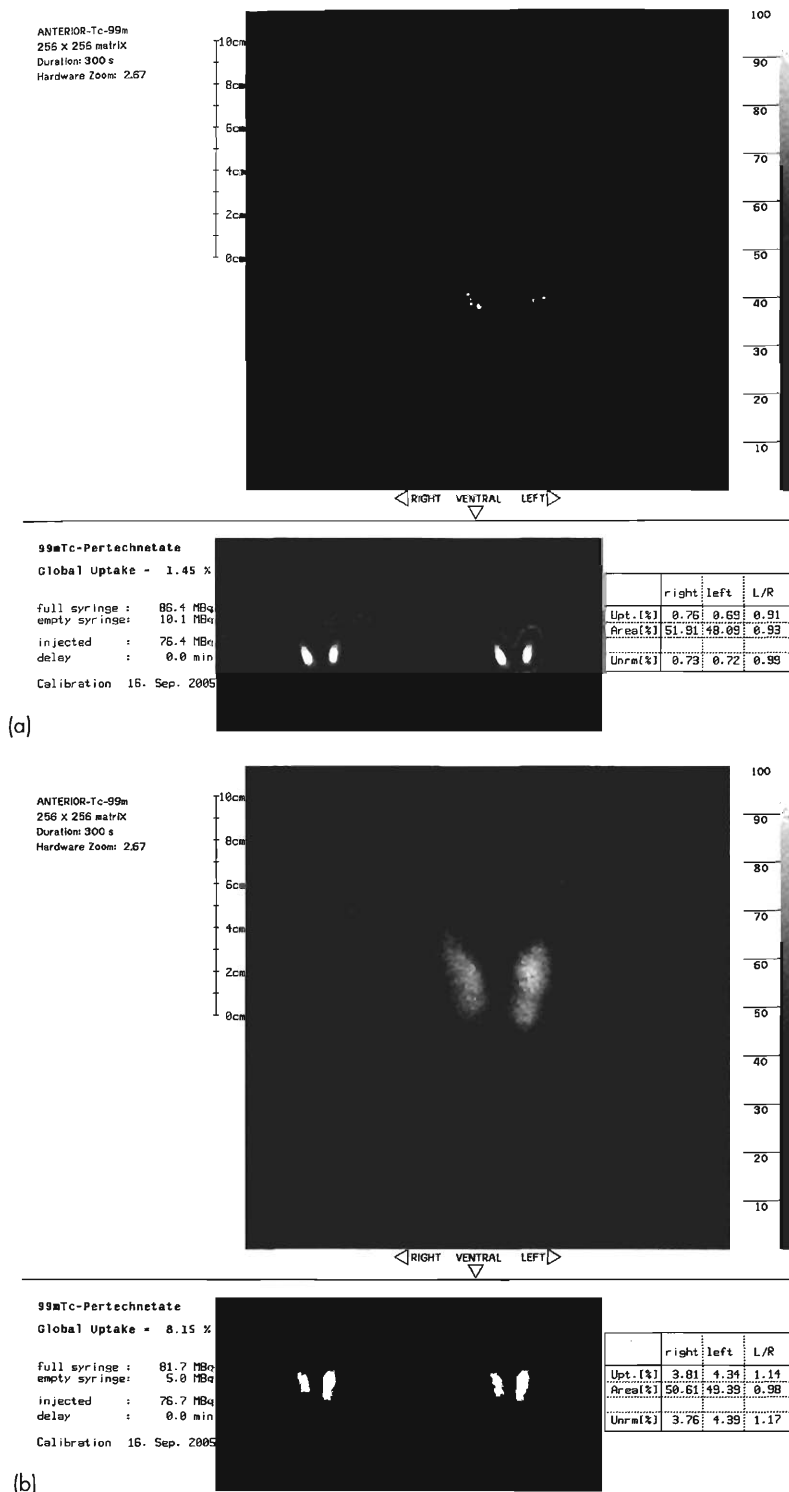 ANTERIOR-Tc-99m
256 x 256 matrix
Duration: 300 s
Hardware Zoom: 2.67
10cm
8cm
6cm
4cm
2cm
0cm
100
90
80
70
60
50
40
30
20
10
RIGHT VENTRAL LEFT
99mTc-Pertechnetate
Global Uptake - 1.45 %
full syringe : 86.4 MBq
empty syringe: 10.1 MBq
injected : 76.4 MBq
delay : 0.0 min
Calibration 16. Sep. 2005
right left L/R
Upt.[%] 0.76 0.69 0.91
Area[%] 51.91 48.09 0.93
Unrm[%] 0.73 0.72 0.99
(a)
ANTERIOR-Tc-99m
256 x 256 matrix
Duration: 300 s
Hardware Zoom: 2.67
10cm
8cm
6cm
4cm
2cm
0cm
100
90
80
70
60
50
40
30
20
10
RIGHT VENTRAL LEFT
99mTc-Pertechnetate
Global Uptake = 8.15 %
full syringe : 81.7 MBq
empty syringe: 5.0 MBq
injected : 76.7 MBq
delay : 0.0 min
Calibration 16. Sep. 2005
right left L/R
Upt.[%] 3.81 4.34 1.14
Area[%] 50.61 49.39 0.98
Unrm[%] 3.76 4.39 1.17
(b)